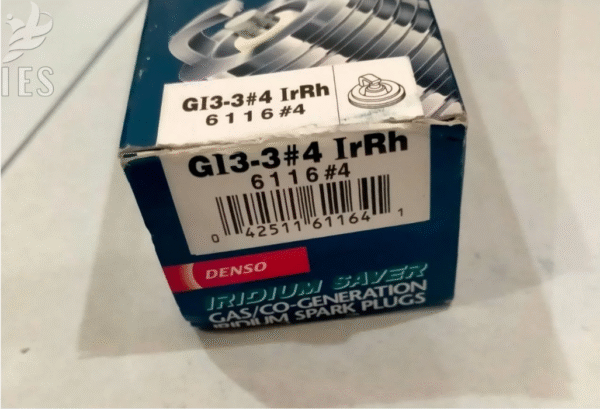 IES
GI3-3#4 IrRh
6116#4
GI3-3#4 IrRh
6116#4
0 42511 61164 1
DENSO
IRIDIUM SAVER
GAS/CO-GENERATION
IRIDIUM SPARK PLUGS